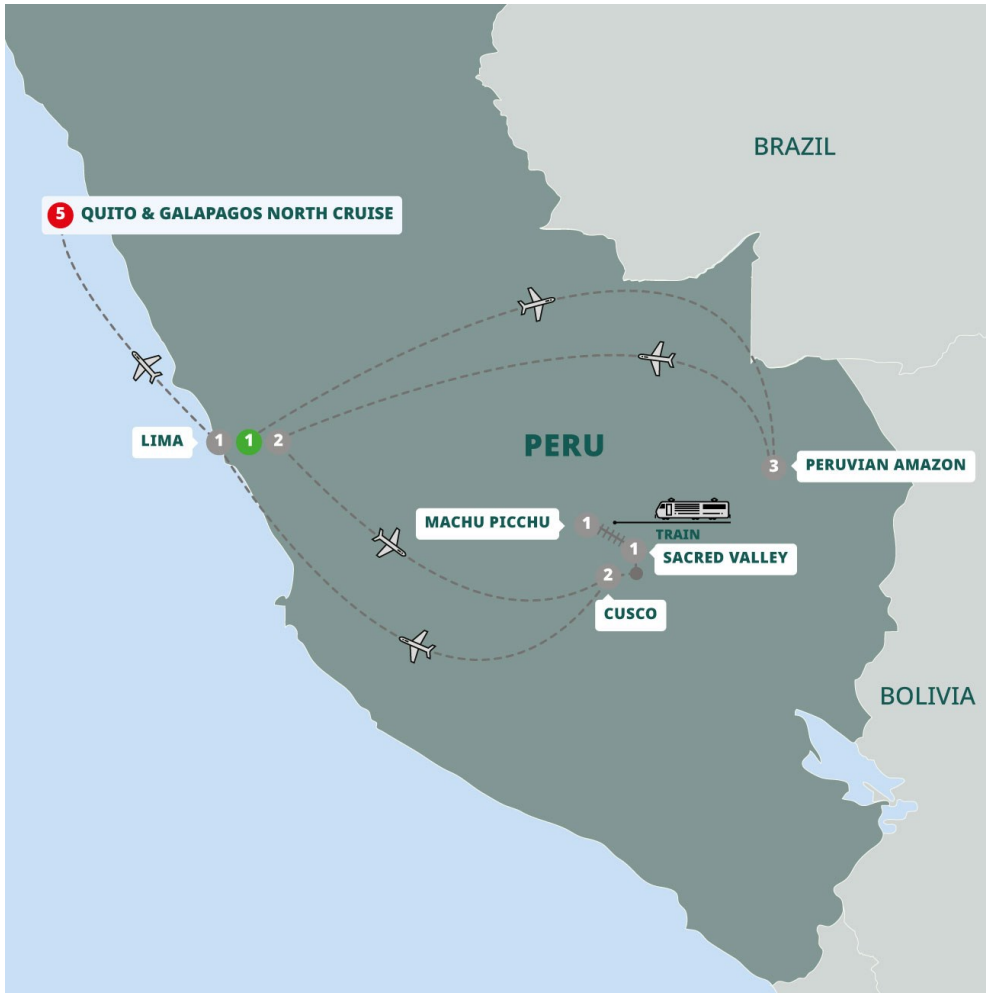 BRAZIL
5 QUITO & GALAPAGOS NORTH CRUISE
LIMA 1 1 2
PERU
3 PERUVIAN AMAZON
MACHU PICCHU 1
TRAIN
1 SACRED VALLEY
2
CUSCO
BOLIVIA